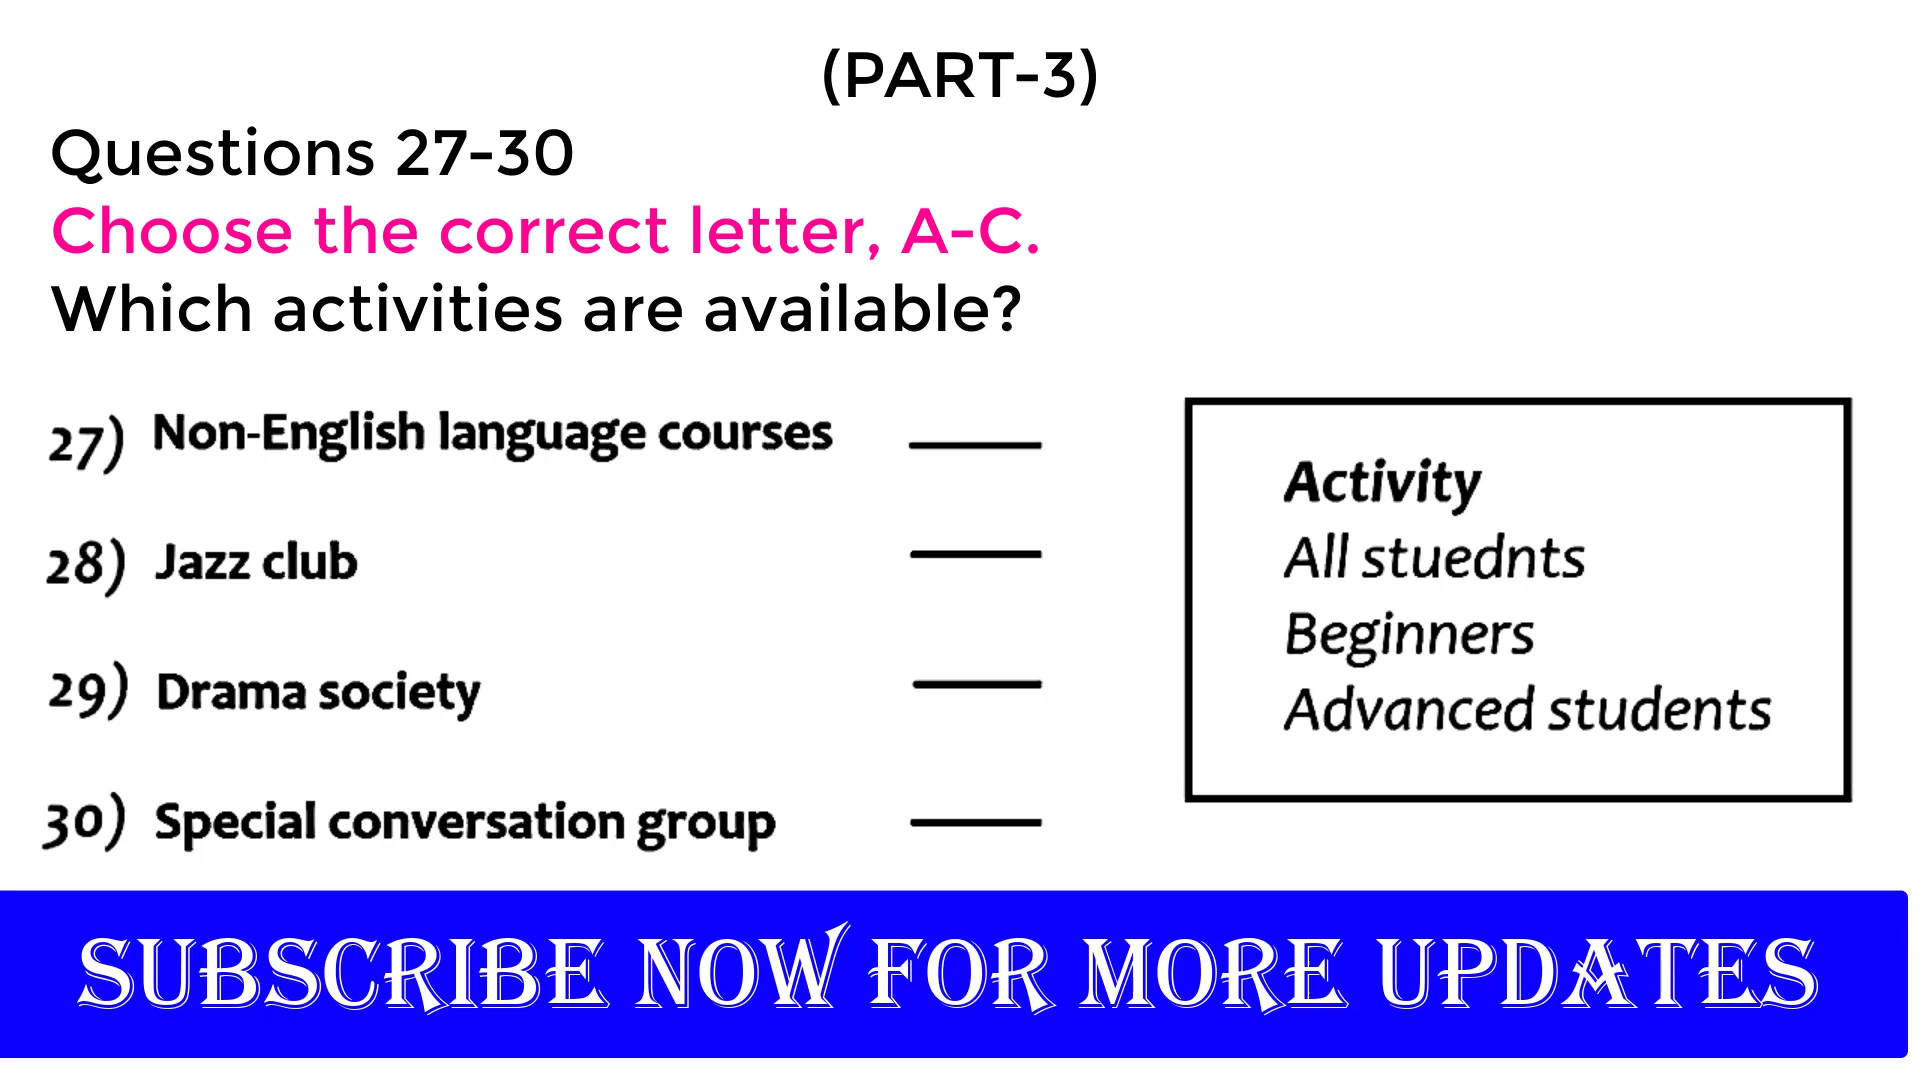 (PART-3)
Questions 27-30
Choose the correct letter, A-C.
Which activities are available?
27) Non-English language courses
28) Jazz club
29) Drama society
30) Special conversation group
Activity
All stuednts
Beginners
Advanced students
SUBSCRIBE NOW FOR MORE UPDATES